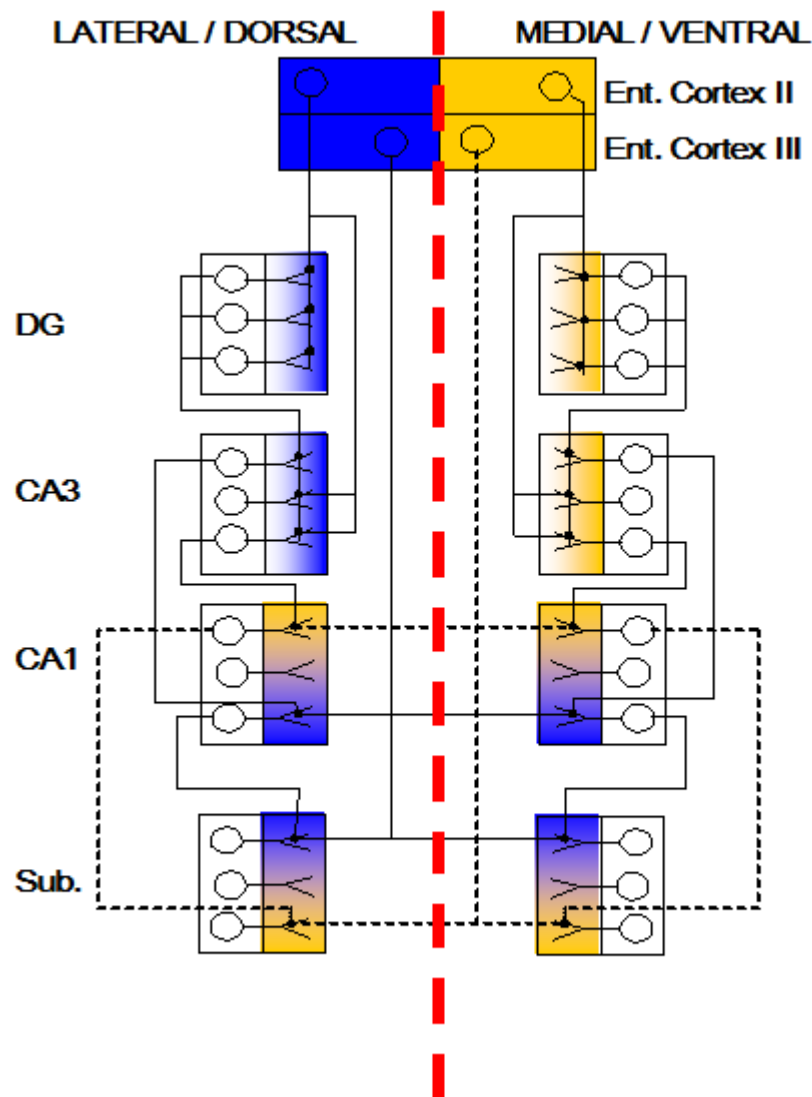 LATERAL / DORSAL
MEDIAL / VENTRAL
Ent. Cortex II
Ent. Cortex III
DG
CA3
CA1
Sub.